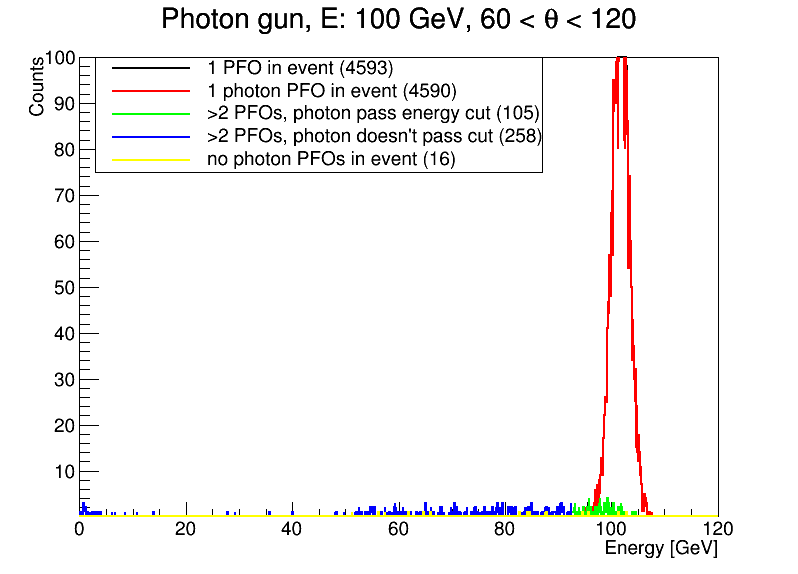 Photon gun, E: 100 GeV, 60 < θ < 120
Counts
1 PFO in event (4593)
1 photon PFO in event (4590)
>2 PFOs, photon pass energy cut (105)
>2 PFOs, photon doesn't pass cut (258)
no photon PFOs in event (16)
100
90
80
70
60
50
40
30
20
10
0 20 40 60 80 100 120
Energy [GeV]